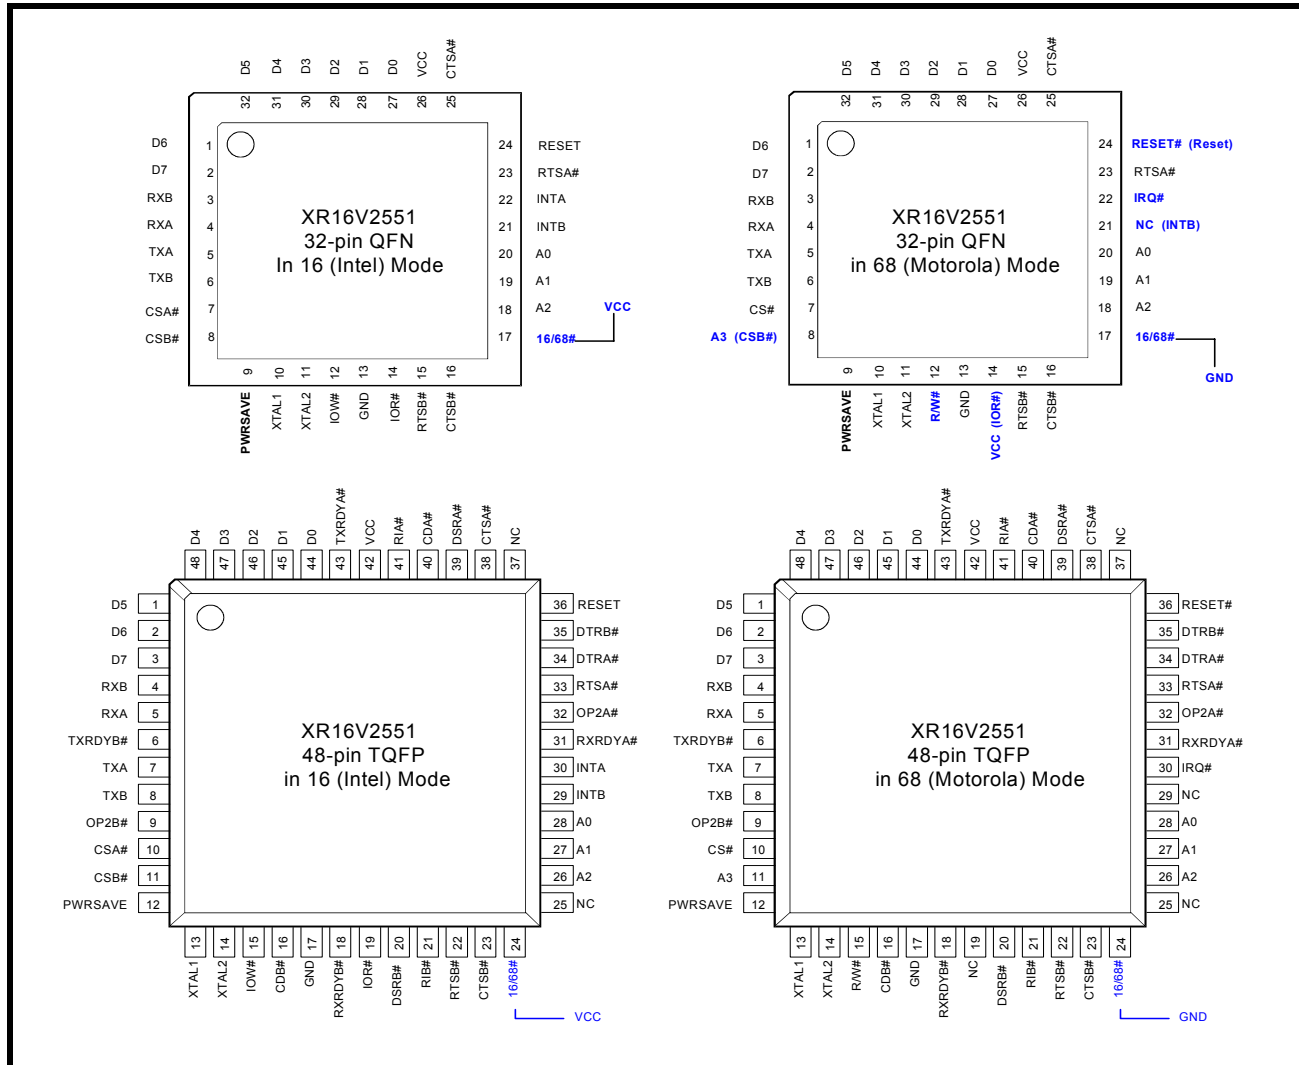 D5 D4 D3 D2 D1 D0 VCC CTSA#
32 31 30 29 28 27 26 25
D6 1
D7 2
RXB 3
RXA 4
TXA 5
TXB 6
CSA# 7
CSB# 8
XR16V2551
32-pin QFN
In 16 (Intel) Mode
24 RESET
23 RTSA#
22 INTA
21 INTB
20 A0
19 A1
18 A2
17 16/68#
VCC
9 10 11 12 13 14 15 16
PWRSAVE XTAL1 XTAL2 IOW# GND IOR# RTSB# CTSB#
D5 D4 D3 D2 D1 D0 VCC CTSA#
32 31 30 29 28 27 26 25
D6 1
D7 2
RXB 3
RXA 4
TXA 5
TXB 6
CS# 7
A3 (CSB#) 8
XR16V2551
32-pin QFN
in 68 (Motorola) Mode
24 RESET# (Reset)
23 RTSA#
22 IRQ#
21 NC (INTB)
20 A0
19 A1
18 A2
17 16/68#
GND
9 10 11 12 13 14 15 16
PWRSAVE XTAL1 XTAL2 R/W# GND VCC (IOR#) RTSB# CTSB#
D4 D3 D2 D1 D0 TXRDYA# VCC RIA# CDA# DSRA# CTSA# NC
48 47 46 45 44 43 42 41 40 39 38 37
D5 1
D6 2
D7 3
RXB 4
RXA 5
TXRDYB# 6
TXA 7
TXB 8
OP2B# 9
CSA# 10
CSB# 11
PWRSAVE 12
XR16V2551
48-pin TQFP
in 16 (Intel) Mode
36 RESET
35 DTRB#
34 DTRA#
33 RTSA#
32 OP2A#
31 RXRDYA#
30 INTA
29 INTB
28 A0
27 A1
26 A2
25 NC
13 14 15 16 17 18 19 20 21 22 23 24
XTAL1 XTAL2 IOW# CDB# GND RXRDYB# IOR# DSRB# RIB# RTSB# CTSB# 16/68#
VCC
D4 D3 D2 D1 D0 TXRDYA# VCC RIA# CDA# DSRA# CTSA# NC
48 47 46 45 44 43 42 41 40 39 38 37
D5 1
D6 2
D7 3
RXB 4
RXA 5
TXRDYB# 6
TXA 7
TXB 8
OP2B# 9
CS# 10
A3 11
PWRSAVE 12
XR16V2551
48-pin TQFP
in 68 (Motorola) Mode
36 RESET#
35 DTRB#
34 DTRA#
33 RTSA#
32 OP2A#
31 RXRDYA#
30 IRQ#
29 NC
28 A0
27 A1
26 A2
25 NC
13 14 15 16 17 18 19 20 21 22 23 24
XTAL1 XTAL2 R/W# CDB# GND RXRDYB# NC DSRB# RIB# RTSB# CTSB# 16/68#
GND